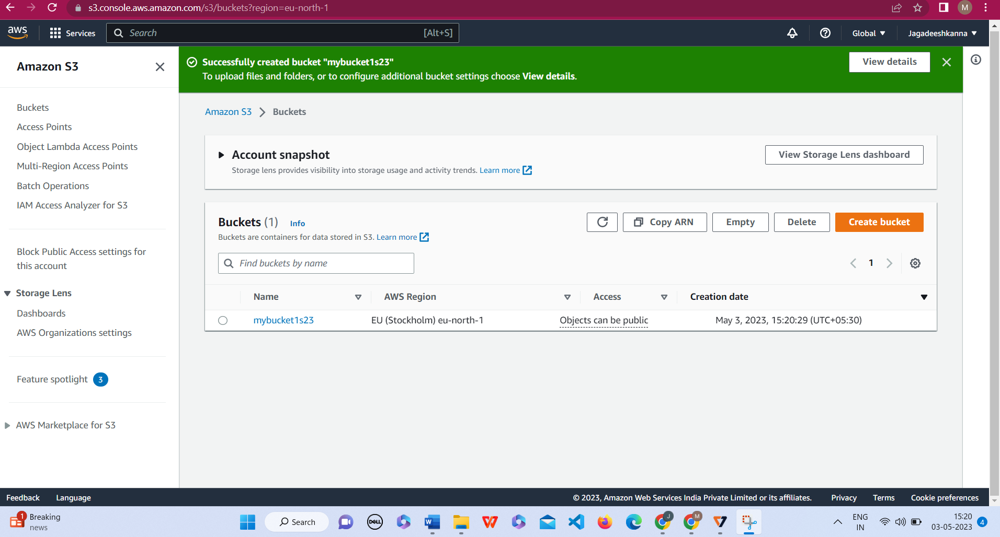 s3.console.aws.amazon.com/s3/buckets?region=eu-north-1
M
aws
Services
Search
[Alt+S]
Global
Jagadeeshkanna
Amazon S3
Buckets
Access Points
Object Lambda Access Points
Multi-Region Access Points
Batch Operations
IAM Access Analyzer for S3
Block Public Access settings for
this account
Storage Lens
Dashboards
AWS Organizations settings
Feature spotlight 3
AWS Marketplace for S3
Successfully created bucket "mybucket1s23"
To upload files and folders, or to configure additional bucket settings choose View details.
View details
Amazon S3 Buckets
Account snapshot
Storage lens provides visibility into storage usage and activity trends. Learn more
View Storage Lens dashboard
Buckets (1) Info
Buckets are containers for data stored in S3. Learn more
Copy ARN
Empty
Delete
Create bucket
Find buckets by name
1
Name AWS Region Access Creation date
mybucket1s23 EU (Stockholm) eu-north-1 Objects can be public May 3, 2023, 15:20:29 (UTC+05:30)
Feedback Language © 2023, Amazon Web Services India Private Limited or its affiliates. Privacy Terms Cookie preferences
1
Breaking
news
Search
DELL
W
J
M
ENG
IN
15:20
03-05-2023
4